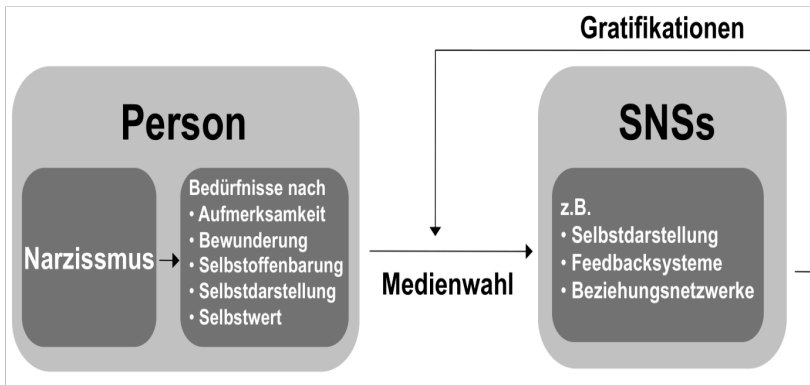 Gratifikationen
Person
Narzissmus
Bedürfnisse nach
• Aufmerksamkeit
• Bewunderung
• Selbstoffenbarung
• Selbstdarstellung
• Selbstwert
Medienwahl
SNSs
z.B.
• Selbstdarstellung
• Feedbacksysteme
• Beziehungsnetzwerke